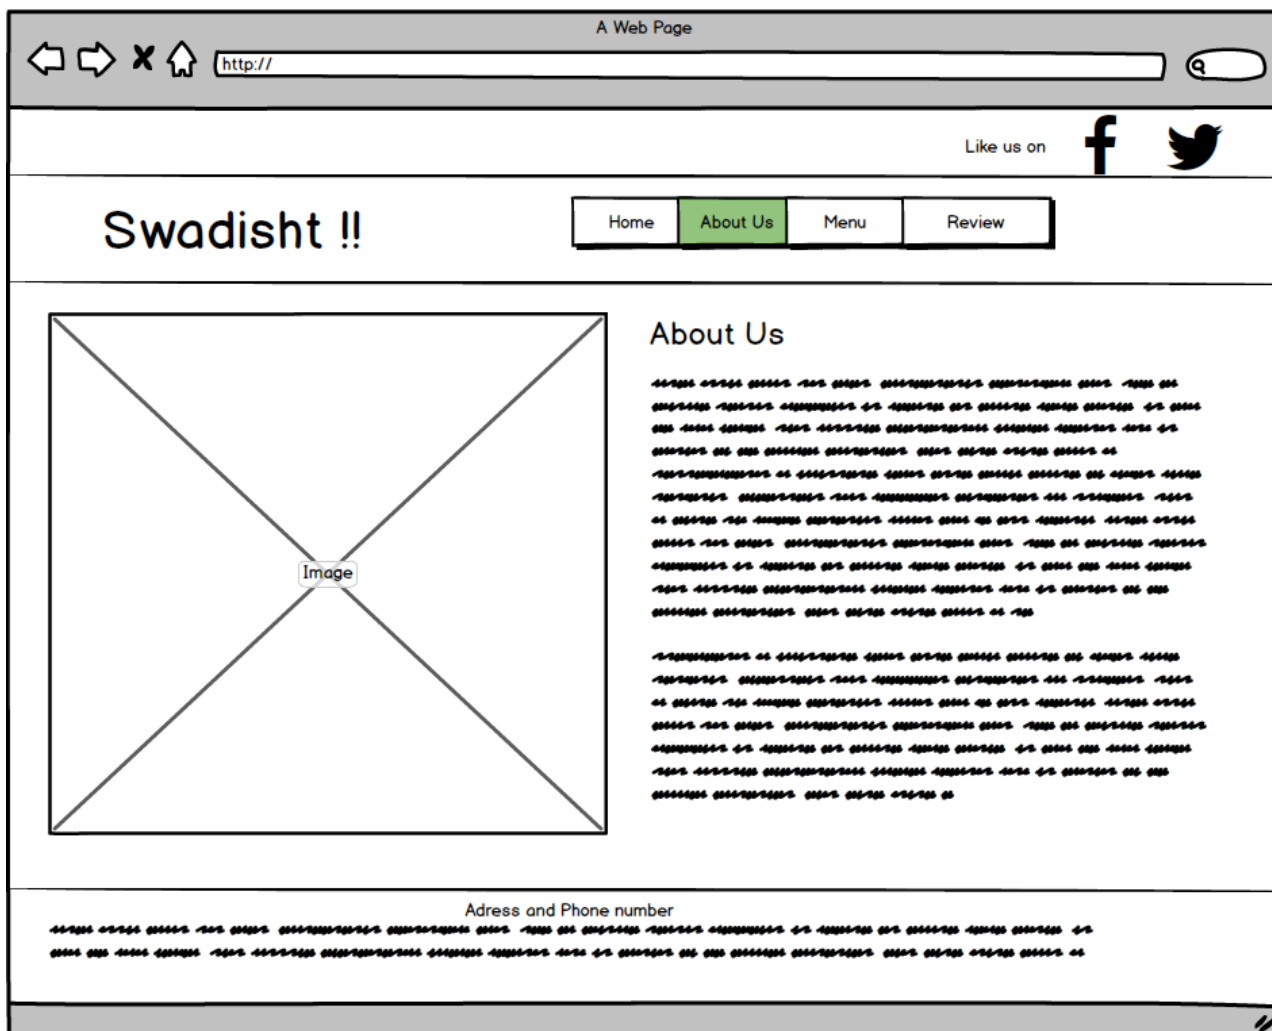 A Web Page
http://
Like us on
Swadisht !!
Home About Us Menu Review
About Us
Image
Adress and Phone number